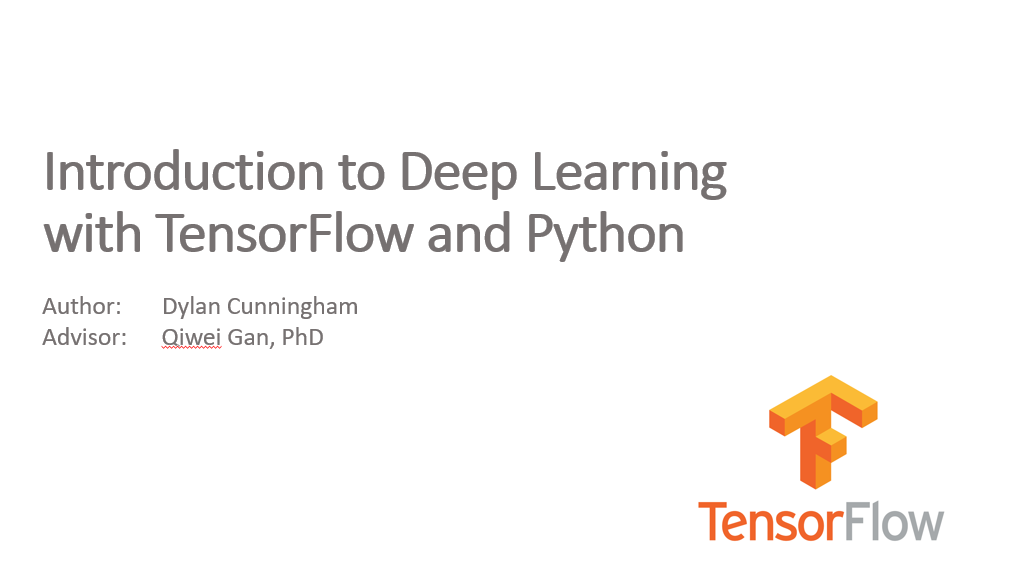 Introduction to Deep Learning
with TensorFlow and Python
Author: Dylan Cunningham
Advisor: Qiwei Gan, PhD
TensorFlow